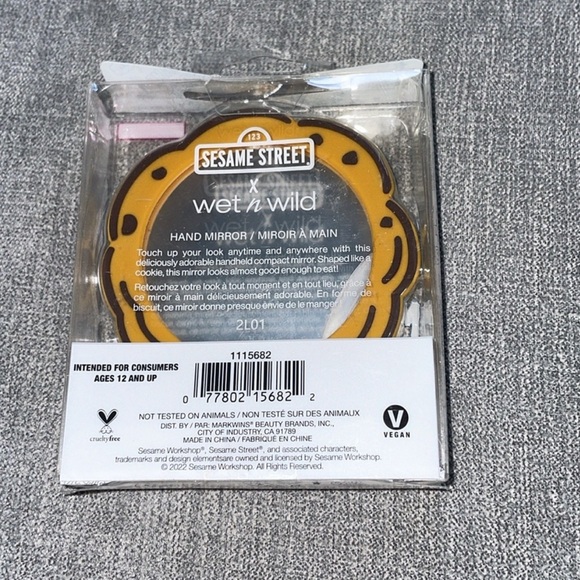 123
SESAME STREET
x
wet n wild
HAND MIRROR / MIROIR À MAIN
Touch up your look anytime and anywhere with this
deliciously adorable handheld compact mirror. Shaped like a
cookie, this mirror looks almost good enough to eat!
Retouchez votre look à tout moment et en tout lieu, grâce à
ce miroir à main délicieusement adorable. En forme de
biscuit, ce miroir donne presque envie de le manger!
2L01
1115682
INTENDED FOR CONSUMERS
AGES 12 AND UP
0 77802 15682 2
NOT TESTED ON ANIMALS / NON TESTÉ SUR DES ANIMAUX
DIST. BY / PAR: MARKWINS® BEAUTY BRANDS, INC.,
CITY OF INDUSTRY, CA 91789
MADE IN CHINA / FABRIQUÉ EN CHINE
crueltyfree
V
VEGAN
Sesame Workshop®, Sesame Street®, and associated characters,
trademarks and design elementsare owned and licensed by Sesame Workshop.
© 2022 Sesame Workshop. All Rights Reserved.